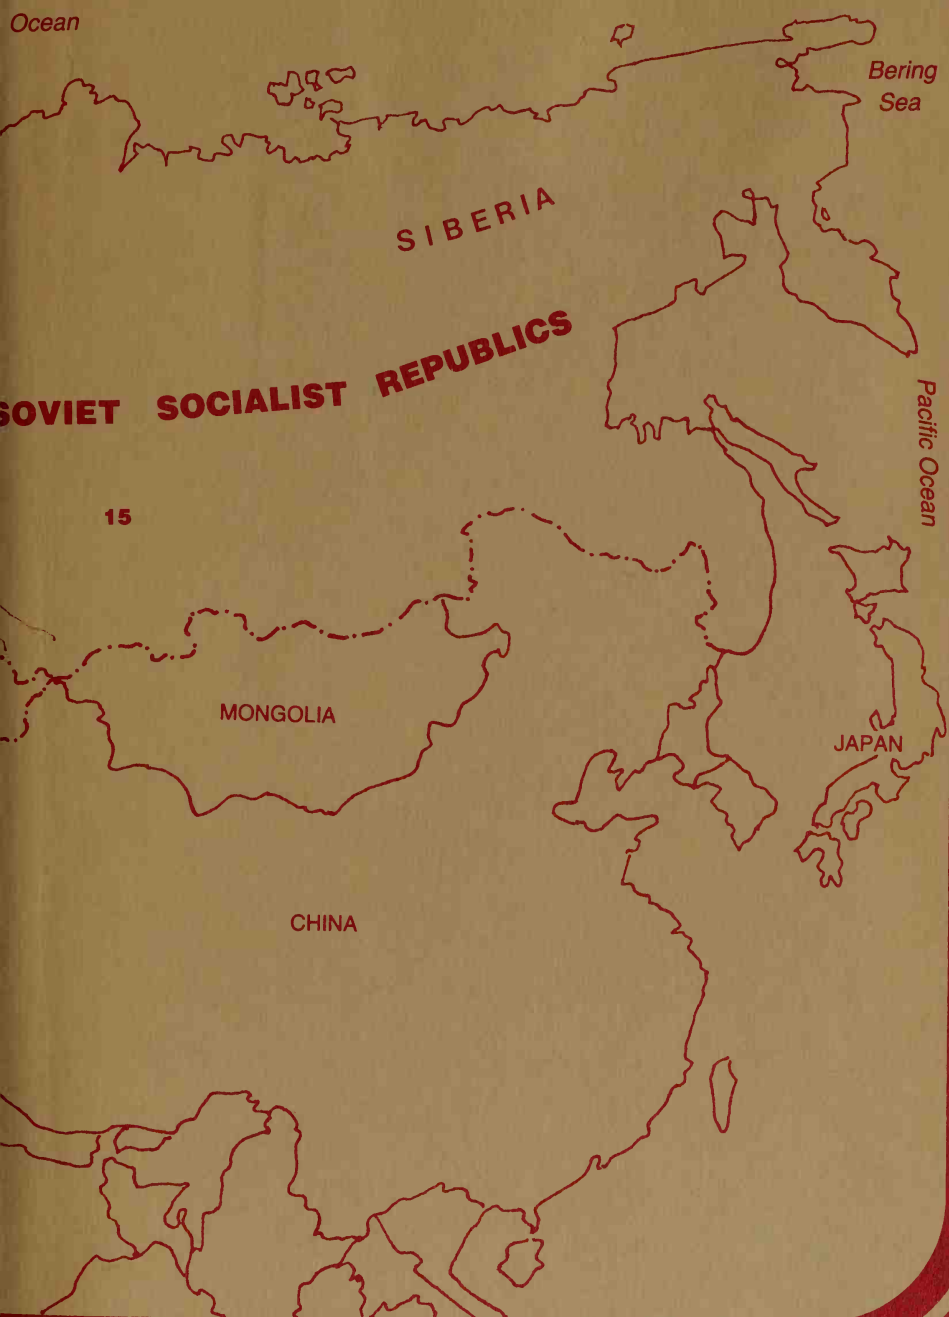 Ocean
Bering
Sea
SIBERIA
SOVIET SOCIALIST REPUBLICS
Pacific Ocean
15
MONGOLIA
JAPAN
CHINA